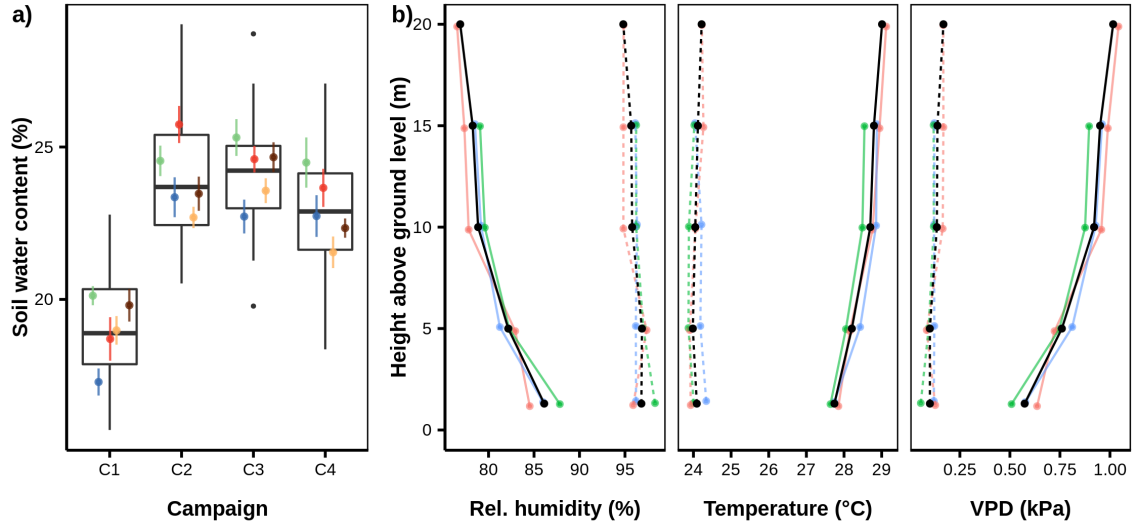 a)
Soil water content (%)
25
20
C1 C2 C3 C4
Campaign
b)
Height above ground level (m)
20
15
10
5
0
80 85 90 95
Rel. humidity (%)
24 25 26 27 28 29
Temperature (°C)
0.25 0.50 0.75 1.00
VPD (kPa)